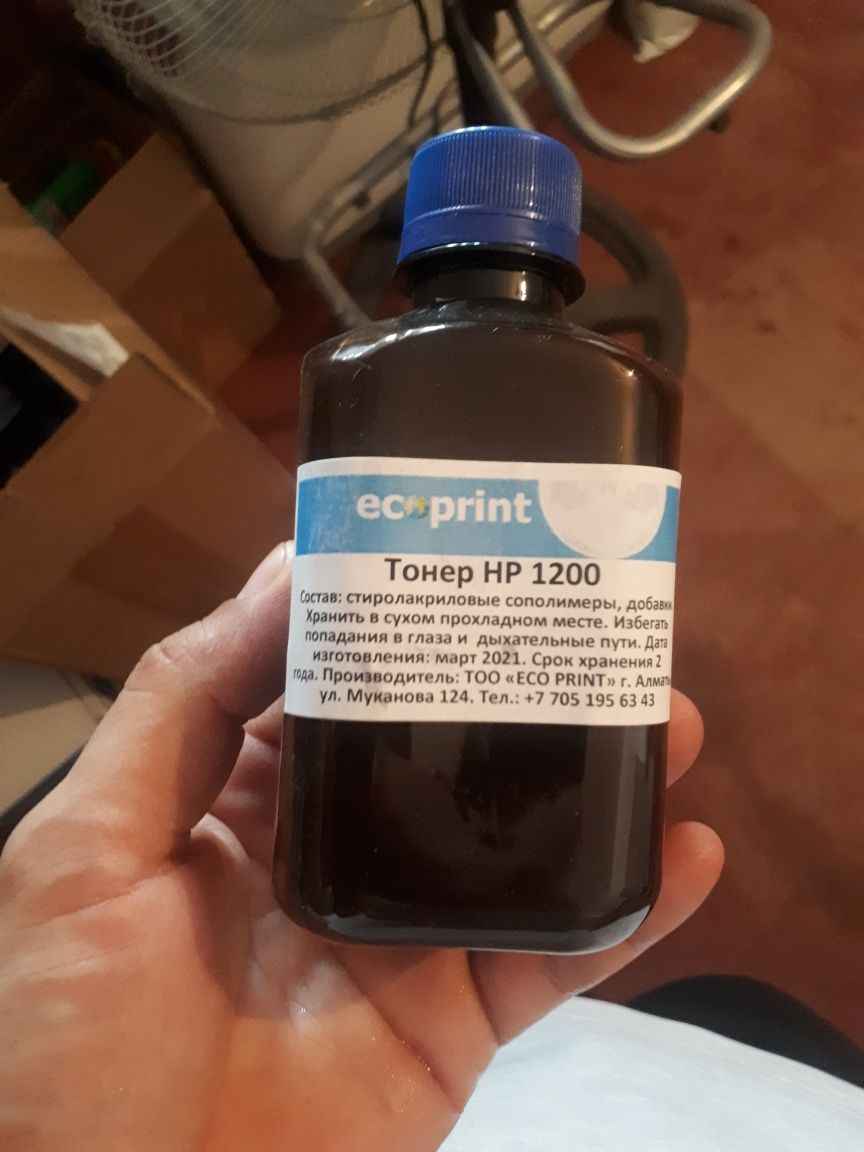 ecoprint
Тонер HP 1200
Состав: стиролакриловые сополимеры, добавки.
Хранить в сухом прохладном месте. Избегать
попадания в глаза и дыхательные пути. Дата
изготовления: март 2021. Срок хранения 2
года. Производитель: ТОО «ECO PRINT» г. Алматы
ул. Муканова 124. Тел.: +7 705 195 63 43